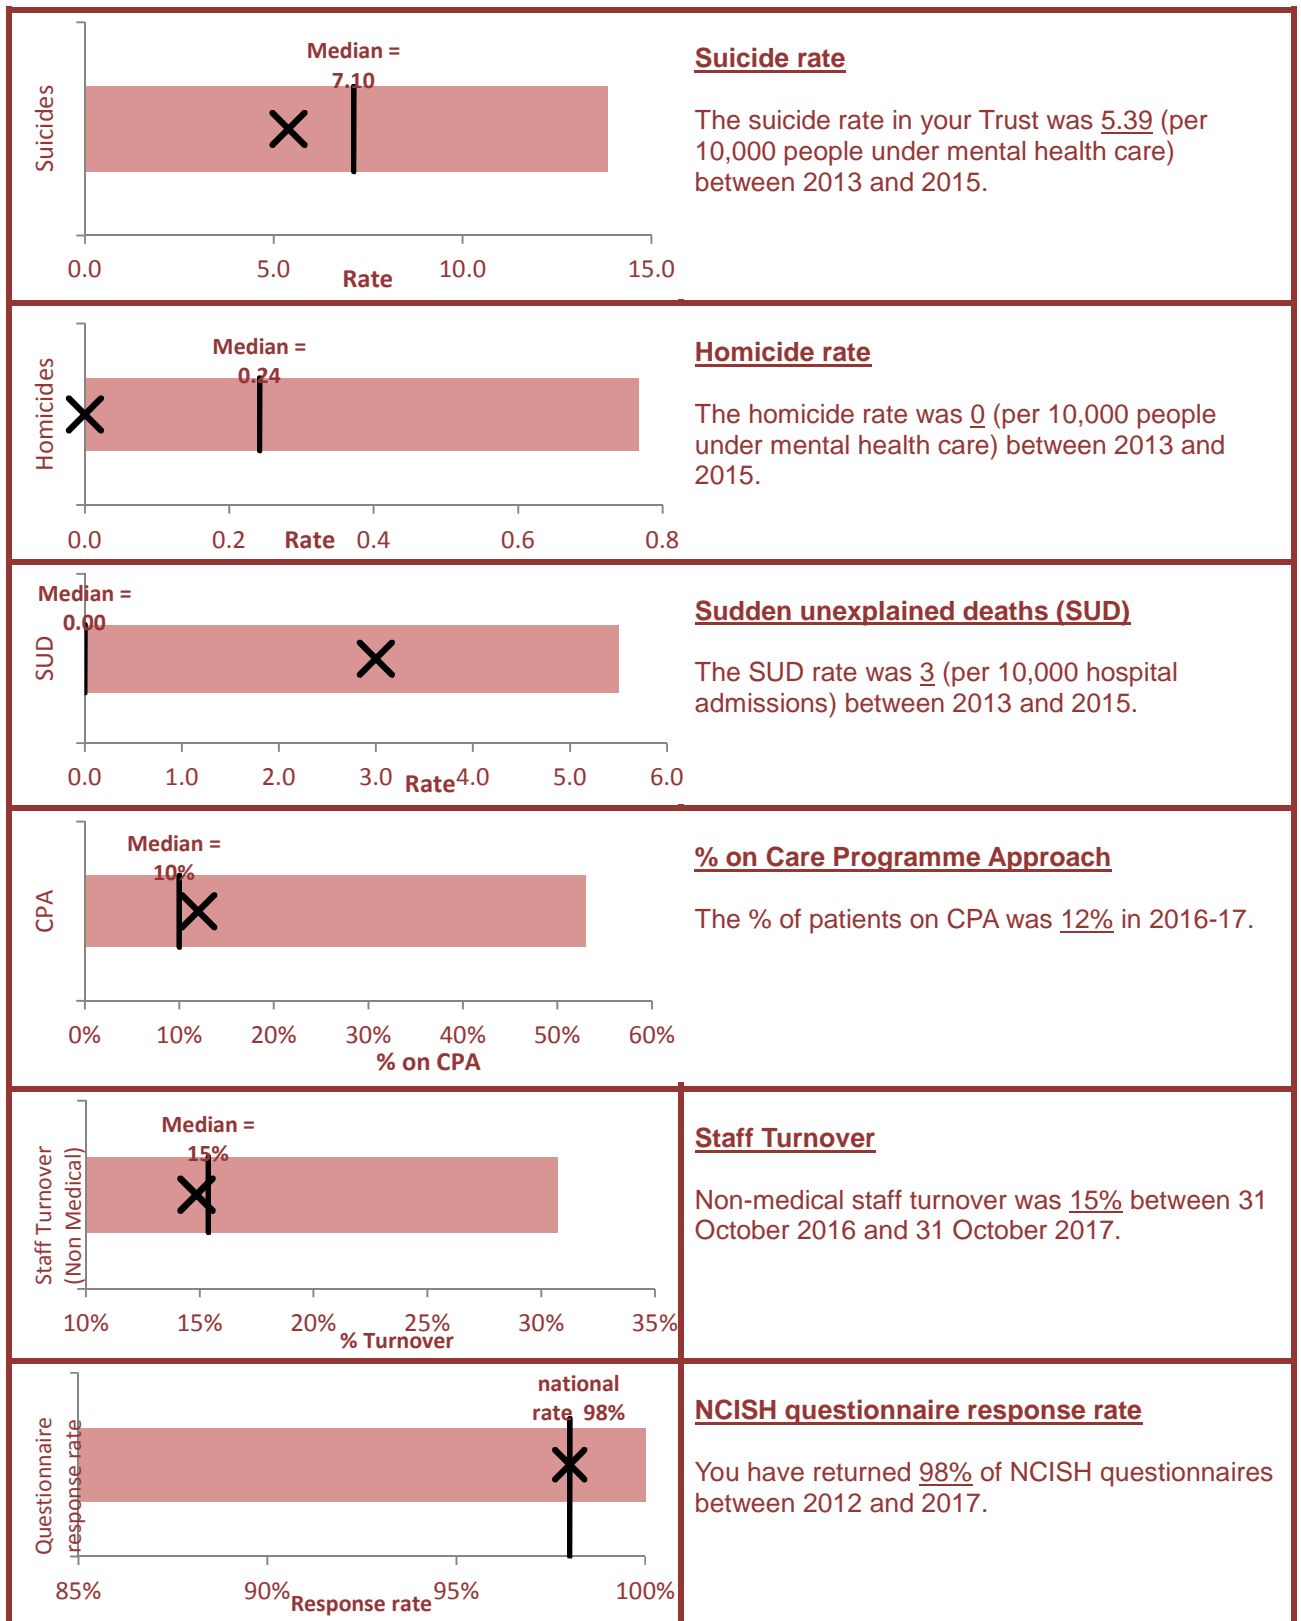 Median =
7.10
Suicides
0.0 5.0 10.0 15.0
Rate
Suicide rate
The suicide rate in your Trust was 5.39 (per
10,000 people under mental health care)
between 2013 and 2015.
Median =
0.24
Homicides
0.0 0.2 0.4 0.6 0.8
Rate
Homicide rate
The homicide rate was 0 (per 10,000 people
under mental health care) between 2013 and
2015.
Median =
0.00
SUD
0.0 1.0 2.0 3.0 4.0 5.0 6.0
Rate
Sudden unexplained deaths (SUD)
The SUD rate was 3 (per 10,000 hospital
admissions) between 2013 and 2015.
Median =
10%
CPA
0% 10% 20% 30% 40% 50% 60%
% on CPA
% on Care Programme Approach
The % of patients on CPA was 12% in 2016-17.
Median =
15%
Staff Turnover
(Non Medical)
10% 15% 20% 25% 30% 35%
% Turnover
Staff Turnover
Non-medical staff turnover was 15% between 31
October 2016 and 31 October 2017.
national
rate 98%
Questionnaire
response rate
85% 90% 95% 100%
Response rate
NCISH questionnaire response rate
You have returned 98% of NCISH questionnaires
between 2012 and 2017.